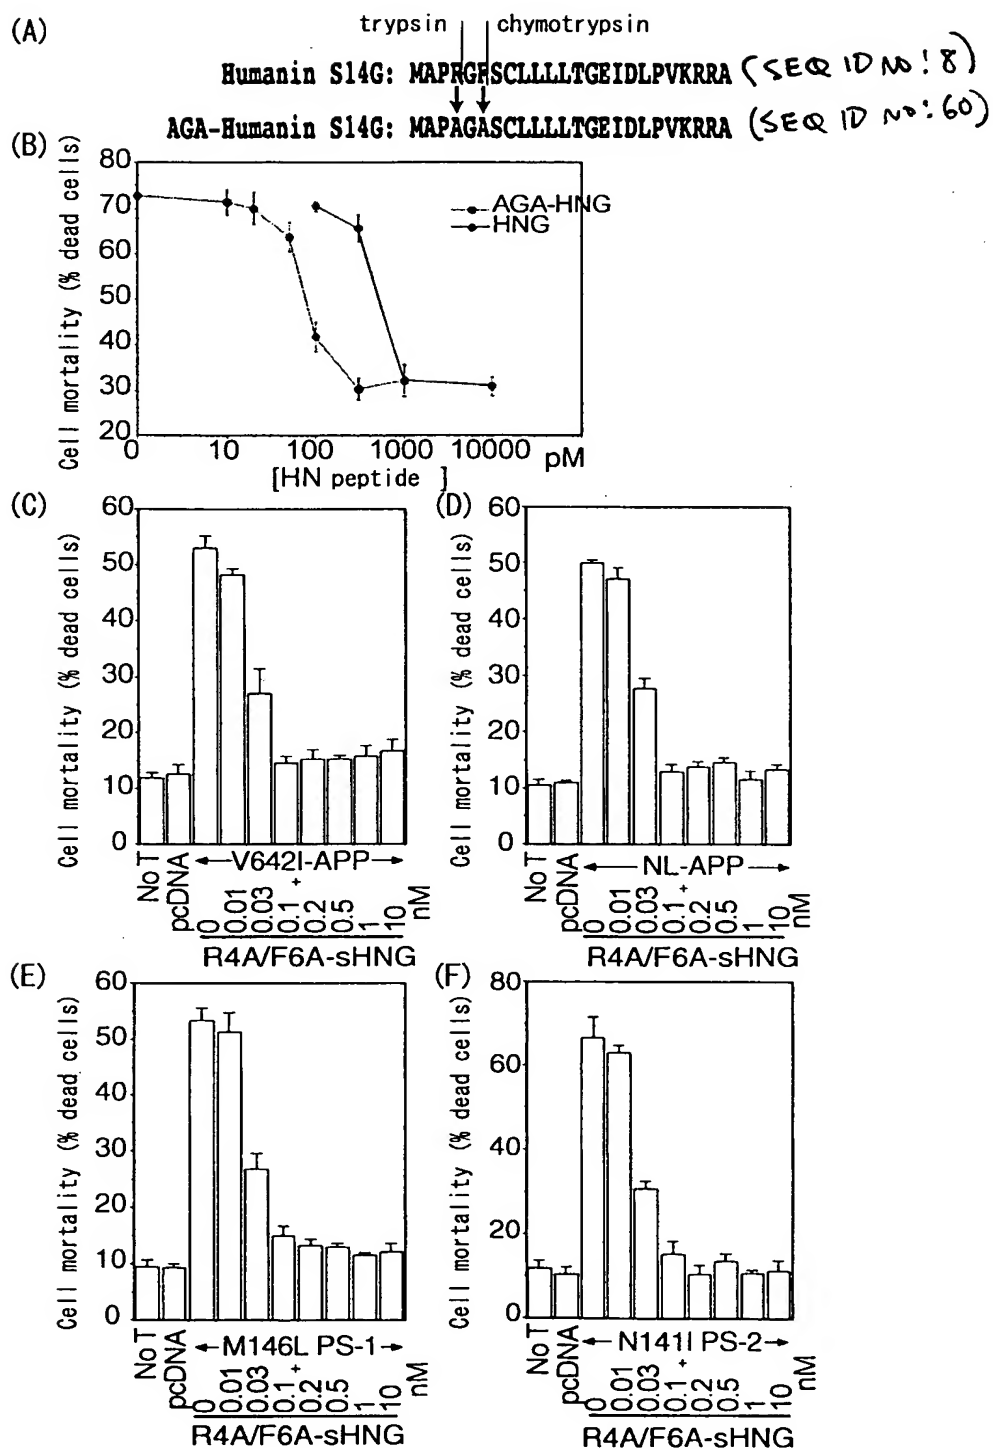 (A)
trypsin chymotrypsin
Humanin S14G: MAPRGFSCLLLLTGEIDLPVKRRA (SEQ ID NO: 8)
AGA-Humanin S14G: MAPAGASCLLLLTGEIDLPVKRRA (SEQ ID NO: 60)
(B)
Cell mortality (% dead cells)
80
70
60
50
40
30
20
AGA-HNG
HNG
0 10 100 1000 10000 pM
[HN peptide ]
(C)
Cell mortality (% dead cells)
60
50
40
30
20
10
0
No T
pcDNA
V642I-APP
+
0
0.01
0.03
0.1
0.2
0.5
1
10
nM
R4A/F6A-sHNG
(D)
Cell mortality (% dead cells)
60
50
40
30
20
10
0
No T
pcDNA
NL-APP
+
0
0.01
0.03
0.1
0.2
0.5
1
10
nM
R4A/F6A-sHNG
(E)
Cell mortality (% dead cells)
60
50
40
30
20
10
0
No T
pcDNA
M146L PS-1
+
0
0.01
0.03
0.1
0.2
0.5
1
10
nM
R4A/F6A-sHNG
(F)
Cell mortality (% dead cells)
80
60
40
20
0
No T
pcDNA
N141I PS-2
+
0
0.01
0.03
0.1
0.2
0.5
1
10
nM
R4A/F6A-sHNG